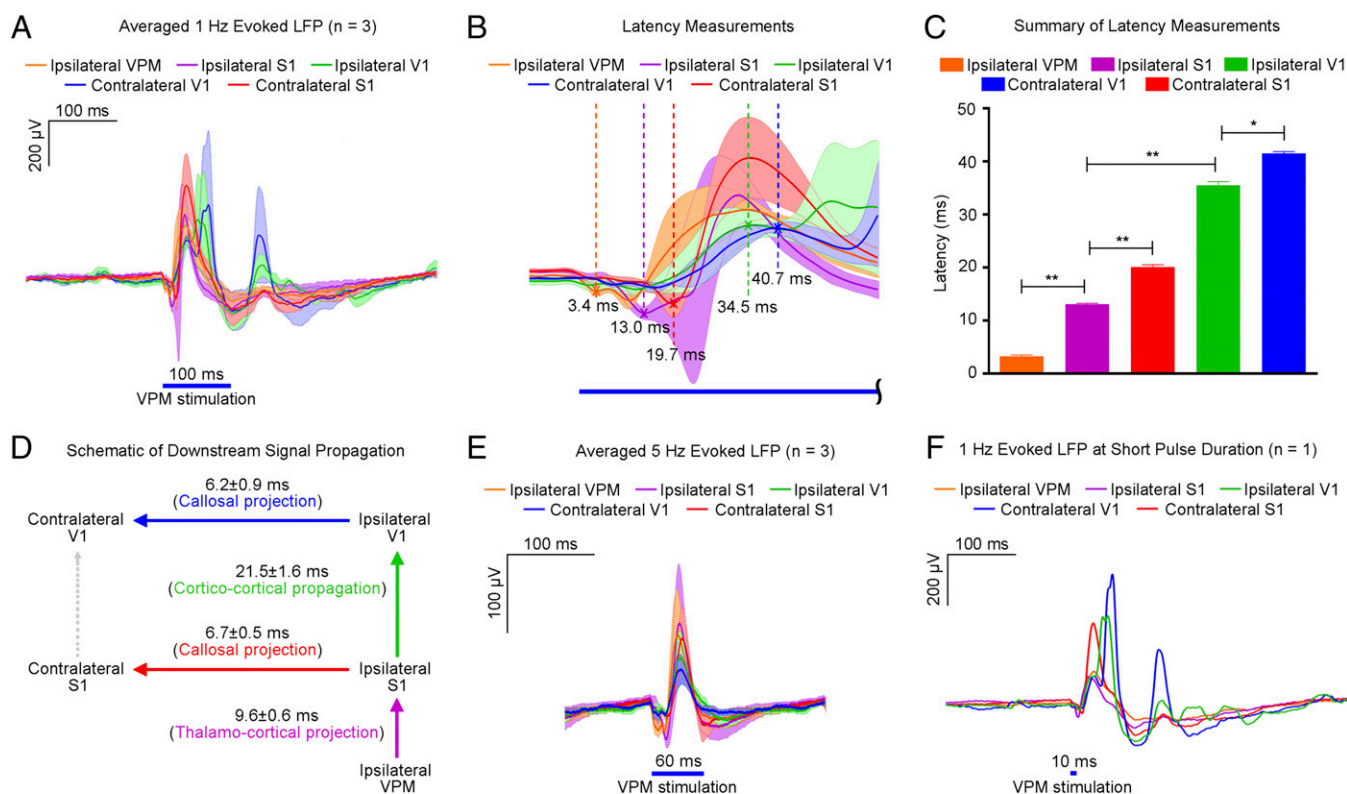 A
Averaged 1 Hz Evoked LFP (n = 3)
Ipsilateral VPM
Ipsilateral S1
Ipsilateral V1
Contralateral V1
Contralateral S1
100 ms
200 µV
100 ms
VPM stimulation
B
Latency Measurements
Ipsilateral VPM
Ipsilateral S1
Ipsilateral V1
Contralateral V1
Contralateral S1
3.4 ms
13.0 ms
19.7 ms
34.5 ms
40.7 ms
C
Summary of Latency Measurements
Ipsilateral VPM
Ipsilateral S1
Ipsilateral V1
Contralateral V1
Contralateral S1
Latency (ms)
50
40
30
20
10
0
**
**
**
*
D
Schematic of Downstream Signal Propagation
6.2±0.9 ms
(Callosal projection)
Contralateral
V1
Ipsilateral
V1
21.5±1.6 ms
(Cortico-cortical propagation)
6.7±0.5 ms
(Callosal projection)
Contralateral
S1
Ipsilateral
S1
9.6±0.6 ms
(Thalamo-cortical projection)
Ipsilateral
VPM
E
Averaged 5 Hz Evoked LFP (n = 3)
Ipsilateral VPM
Ipsilateral S1
Ipsilateral V1
Contralateral V1
Contralateral S1
100 ms
100 µV
60 ms
VPM stimulation
F
1 Hz Evoked LFP at Short Pulse Duration (n = 1)
Ipsilateral VPM
Ipsilateral S1
Ipsilateral V1
Contralateral V1
Contralateral S1
100 ms
200 µV
10 ms
VPM stimulation